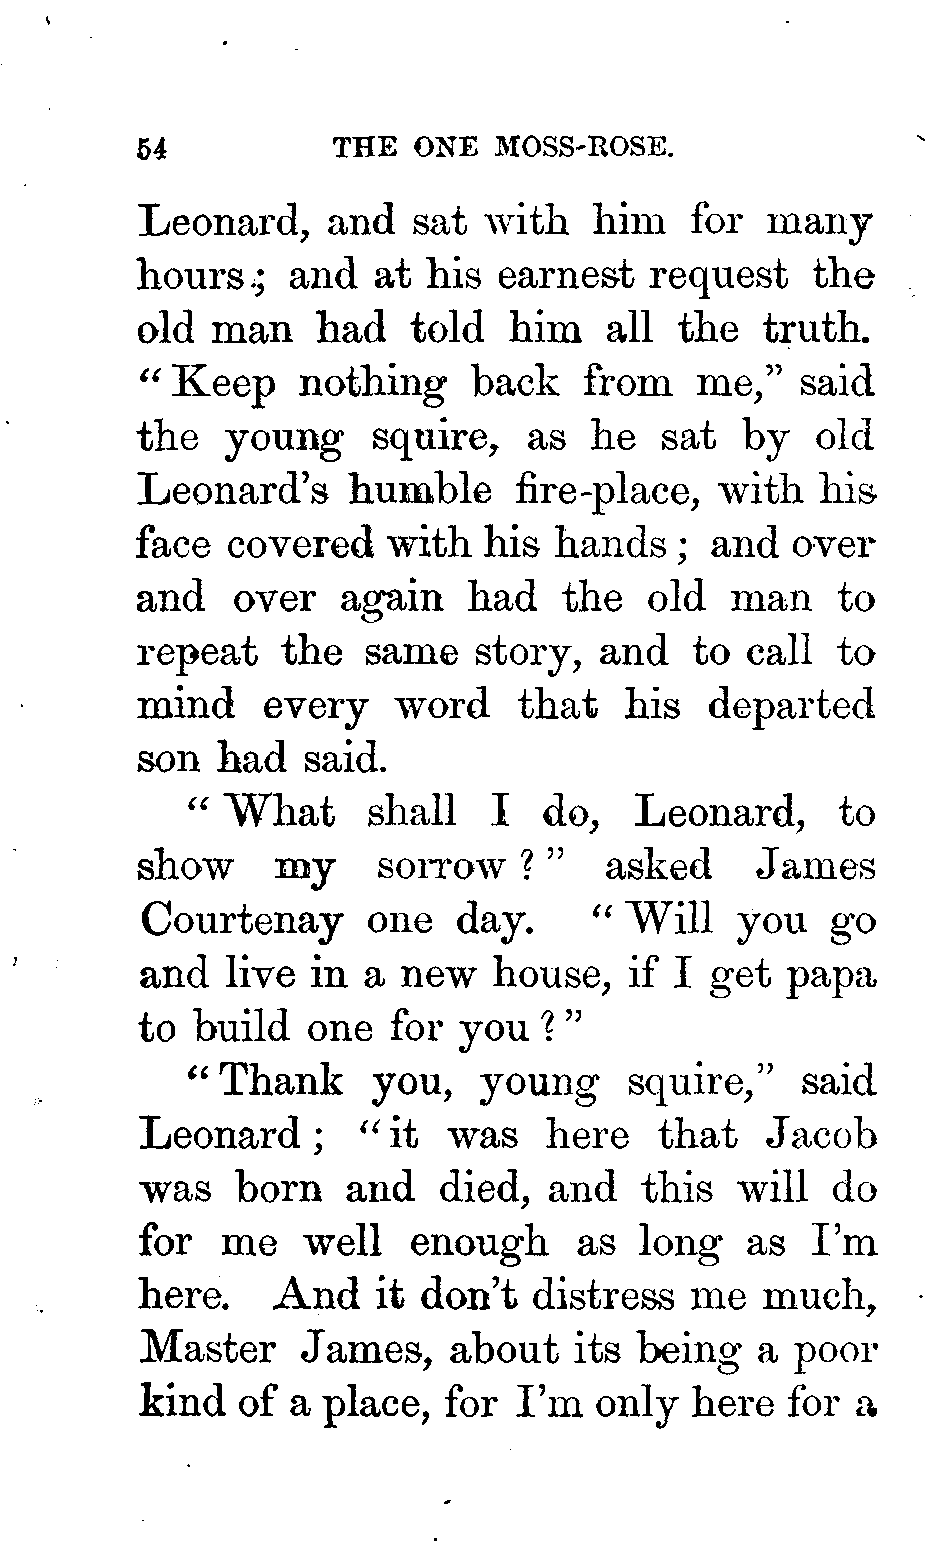 54 THE ONE MOSS-ROSE.
Leonard, and sat with him for many
hours; and at his earnest request the
old man had told him all the truth.
“Keep nothing back from me,” said
the young squire, as he sat by old
Leonard's humble fire-place, with his
face covered with his hands; and over
and over again had the old man to
repeat the same story, and to call to
mind every word that his departed
son had said.
“What shall I do, Leonard, to
show my sorrow?” asked James
Courtenay one day. “Will you go
and live in a new house, if I get papa
to build one for you?”
“Thank you, young squire,” said
Leonard; “it was here that Jacob
was born and died, and this will do
for me well enough as long as I'm
here. And it don't distress me much,
Master James, about its being a poor
kind of a place, for I'm only here for a